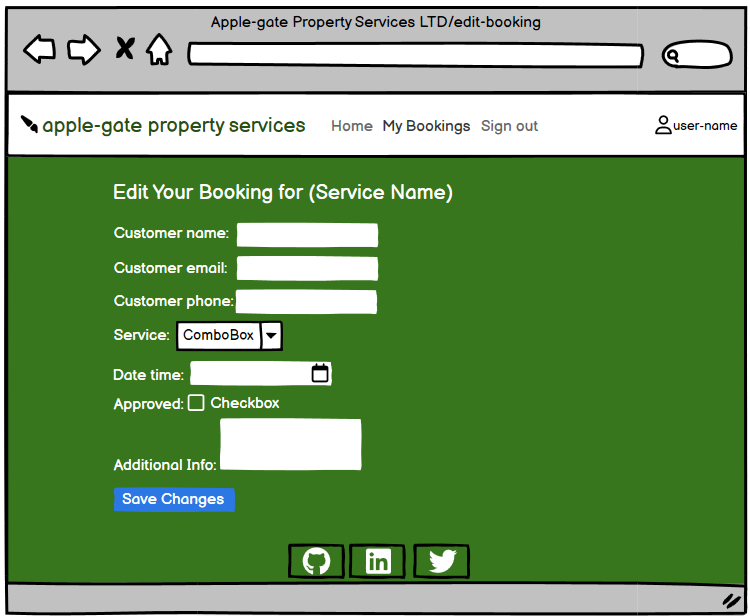 Apple-gate Property Services LTD/edit-booking
apple-gate property services Home My Bookings Sign out user-name
Edit Your Booking for (Service Name)
Customer name:
Customer email:
Customer phone:
Service: ComboBox
Date time:
Approved: Checkbox
Additional Info:
Save Changes
in